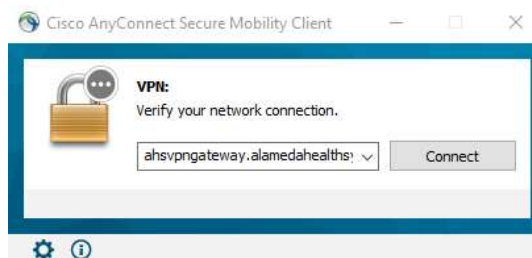 Cisco AnyConnect Secure Mobility Client
VPN:
Verify your network connection.
ahsvpngateway.alamedahealthsy
Connect